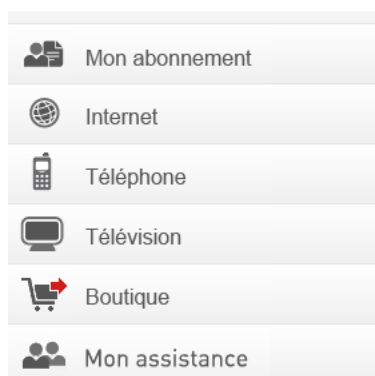 Mon abonnement
Internet
Téléphone
Télévision
Boutique
Mon assistance